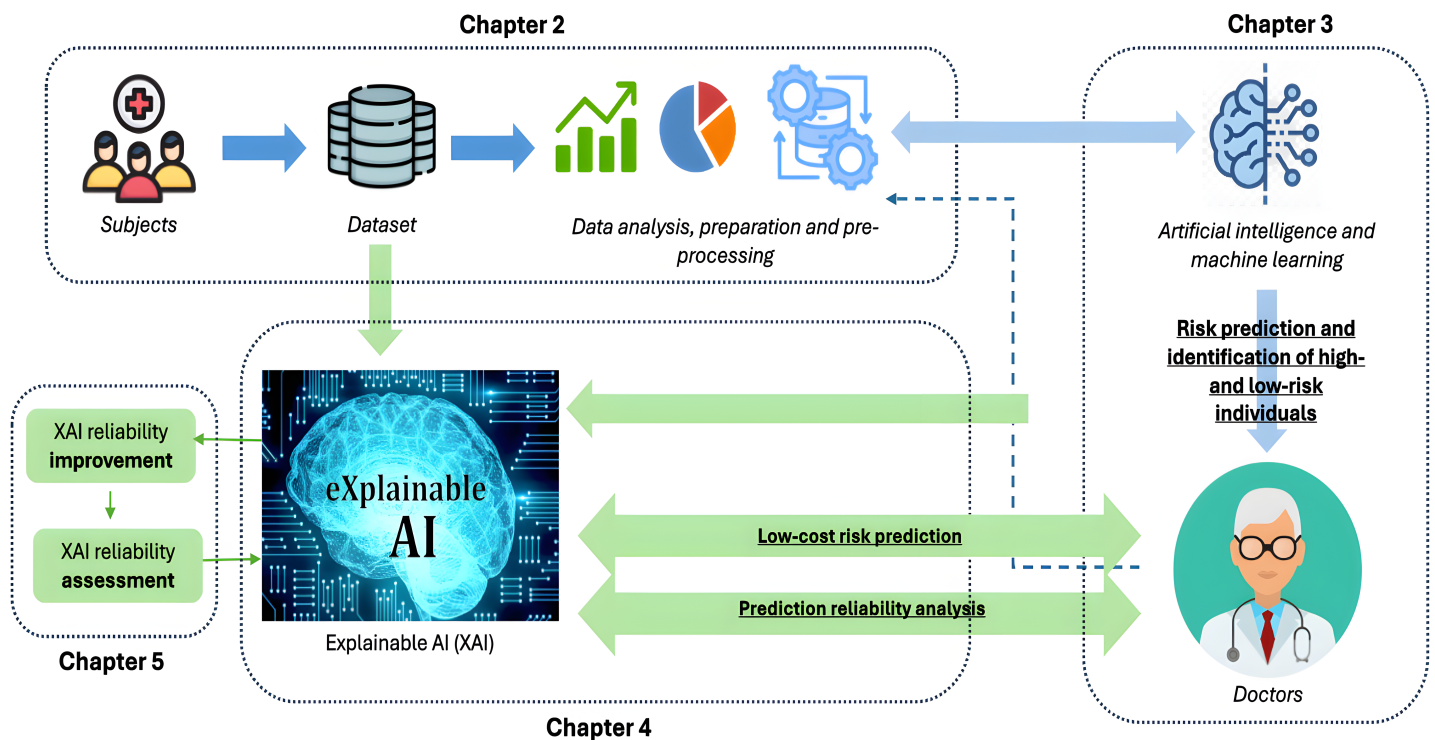 Chapter 2
Chapter 3
Subjects
Dataset
Data analysis, preparation and pre-
processing
Artificial intelligence and
machine learning
Risk prediction and
identification of high-
and low-risk
individuals
XAI reliability
improvement
XAI reliability
assessment
Chapter 5
eXplainable
AI
Explainable AI (XAI)
Low-cost risk prediction
Prediction reliability analysis
Doctors
Chapter 4